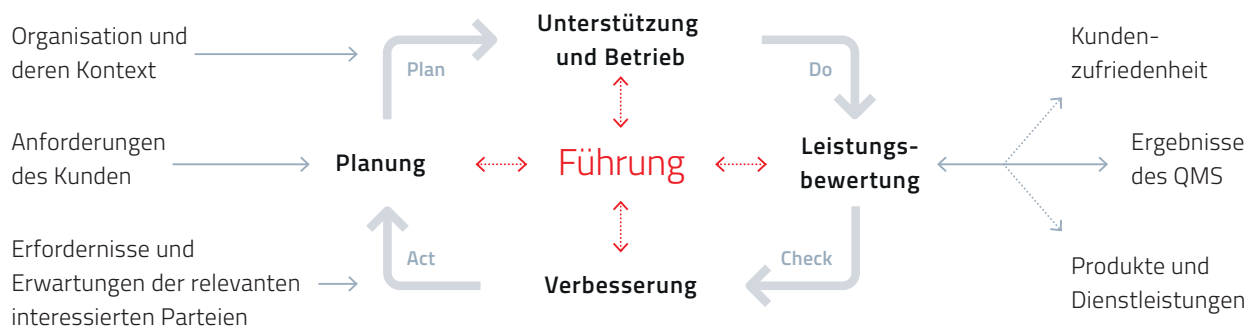 Organisation und
deren Kontext
Anforderungen
des Kunden
Erfordernisse und
Erwartungen der relevanten
interessierten Parteien
Plan
Unterstützung
und Betrieb
Do
Planung
Führung
Leistungs-
bewertung
Act
Verbesserung
Check
Kunden-
zufriedenheit
Ergebnisse
des QMS
Produkte und
Dienstleistungen